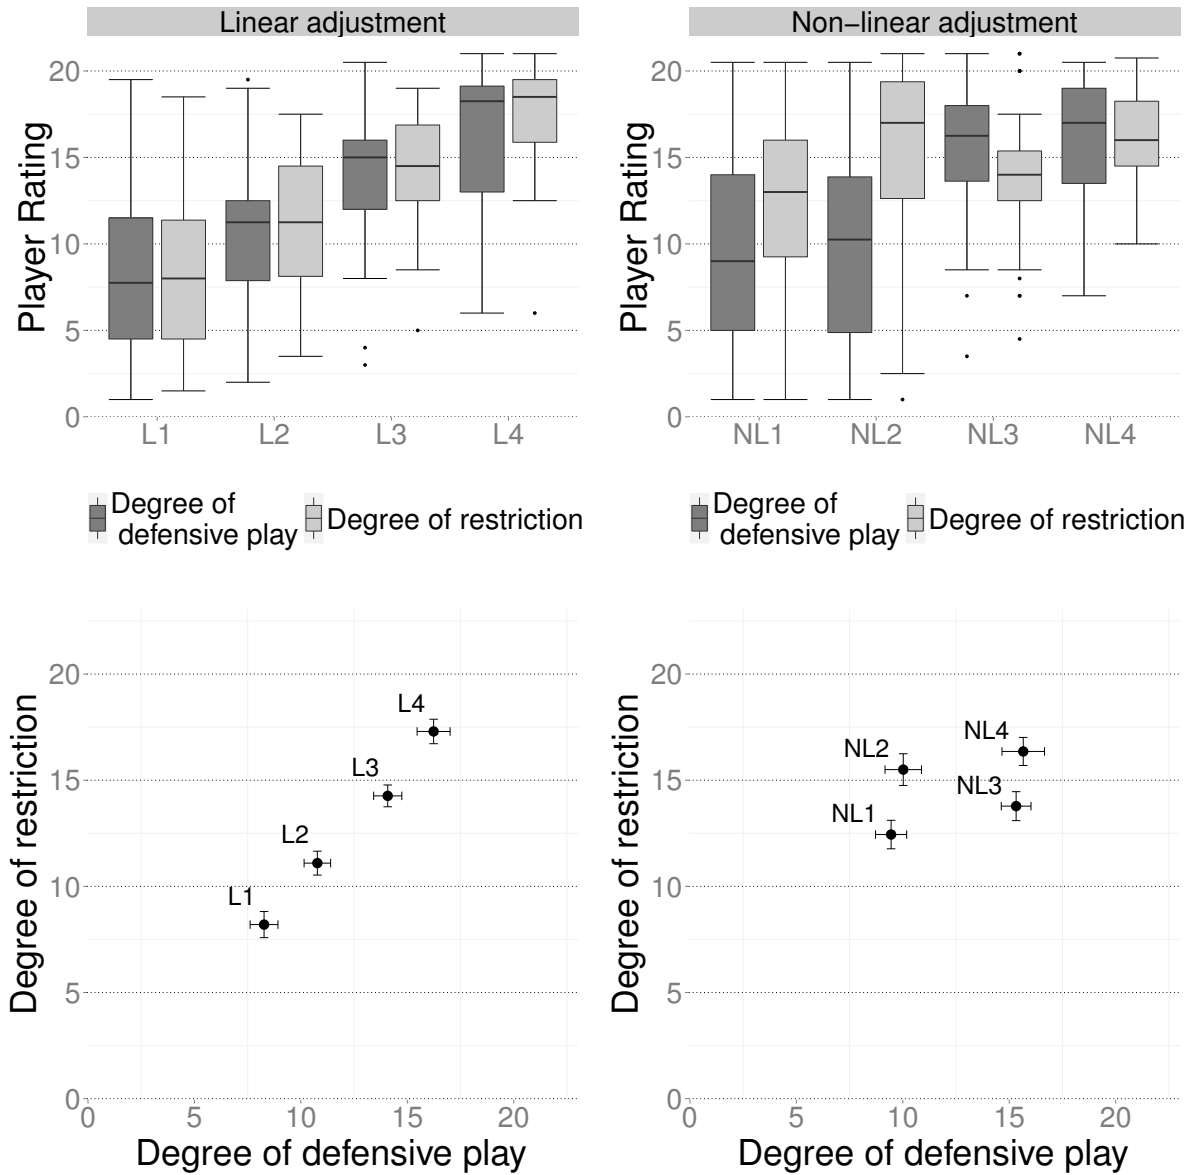 Linear adjustment
Player Rating
20
15
10
5
0
L1 L2 L3 L4
Degree of
defensive play
Degree of restriction
Non−linear adjustment
Player Rating
20
15
10
5
0
NL1 NL2 NL3 NL4
Degree of
defensive play
Degree of restriction
Degree of restriction
20
15
10
5
0
L4
L3
L2
L1
0 5 10 15 20
Degree of defensive play
Degree of restriction
20
15
10
5
0
NL4
NL2
NL3
NL1
0 5 10 15 20
Degree of defensive play